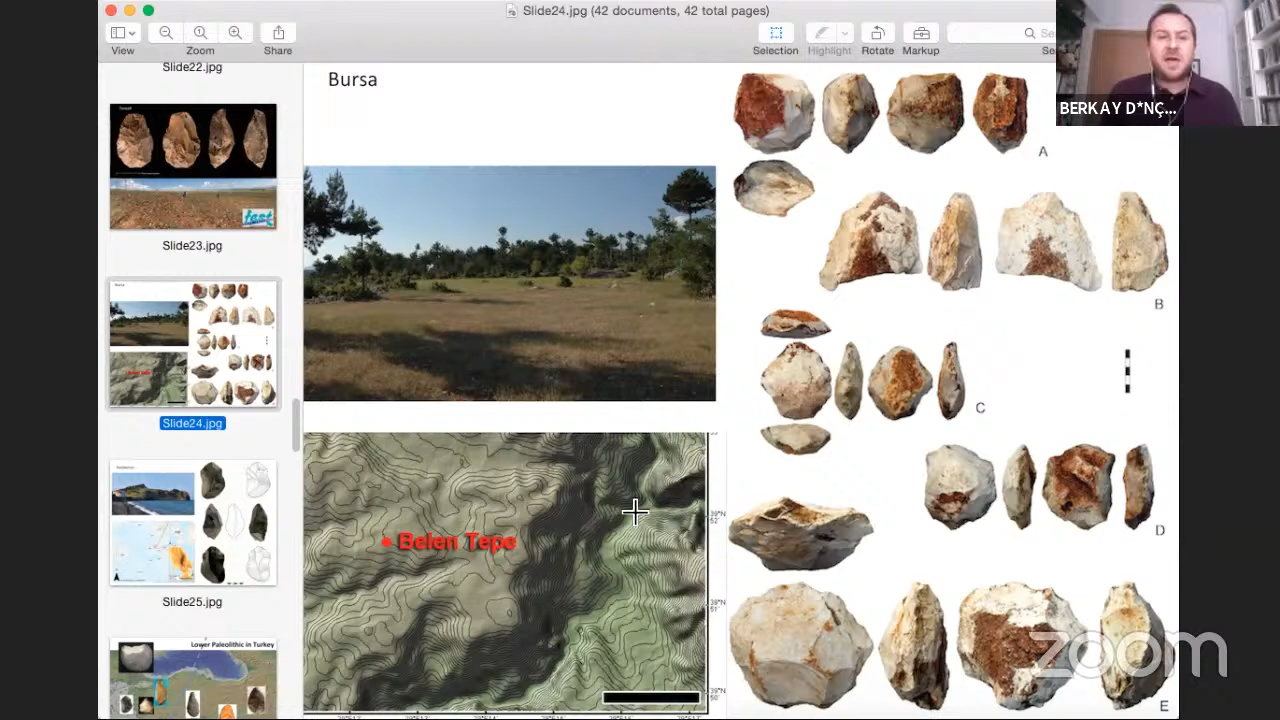 Slide24.jpg (42 documents, 42 total pages)
View
Zoom
Share
Selection
Highlight
Rotate
Markup
BERKAY D*NÇ...
Slide22.jpg
Slide23.jpg
Bursa
Slide24.jpg
Slide25.jpg
Lower Paleolithic in Turkey
Belen Tepe
A
B
C
D
E
zoom